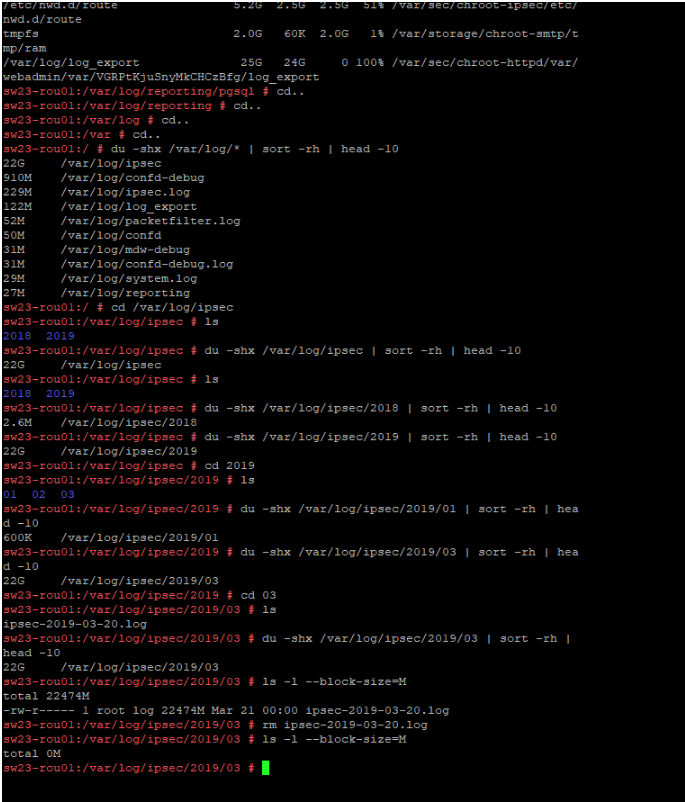 /etc/nwd.d/route                5.2G  2.5G  2.5G  51% /var/sec/chroot-ipsec/etc/
nwd.d/route
tmpfs                           2.0G   60K  2.0G   1% /var/storage/chroot-smtp/t
mp/ram
/var/log/log_export              25G   24G     0 100% /var/sec/chroot-httpd/var/
webadmin/var/VGRPtKjuSnyMkCHCzBfg/log_export
sw23-rou01:/var/log/reporting/pgsql # cd..
sw23-rou01:/var/log/reporting # cd..
sw23-rou01:/var/log # cd..
sw23-rou01:/var # cd..
sw23-rou01:/ # du -shx /var/log/* | sort -rh | head -10
22G     /var/log/ipsec
910M    /var/log/confd-debug
229M    /var/log/ipsec.log
122M    /var/log/log_export
52M     /var/log/packetfilter.log
50M     /var/log/confd
31M     /var/log/mdw-debug
31M     /var/log/confd-debug.log
29M     /var/log/system.log
27M     /var/log/reporting
sw23-rou01:/ # cd /var/log/ipsec
sw23-rou01:/var/log/ipsec # ls
2018  2019
sw23-rou01:/var/log/ipsec # du -shx /var/log/ipsec | sort -rh | head -10
22G     /var/log/ipsec
sw23-rou01:/var/log/ipsec # ls
2018  2019
sw23-rou01:/var/log/ipsec # du -shx /var/log/ipsec/2018 | sort -rh | head -10
2.6M    /var/log/ipsec/2018
sw23-rou01:/var/log/ipsec # du -shx /var/log/ipsec/2019 | sort -rh | head -10
22G     /var/log/ipsec/2019
sw23-rou01:/var/log/ipsec # cd 2019
sw23-rou01:/var/log/ipsec/2019 # ls
01  02  03
sw23-rou01:/var/log/ipsec/2019 # du -shx /var/log/ipsec/2019/01 | sort -rh | hea
d -10
600K    /var/log/ipsec/2019/01
sw23-rou01:/var/log/ipsec/2019 # du -shx /var/log/ipsec/2019/03 | sort -rh | hea
d -10
22G     /var/log/ipsec/2019/03
sw23-rou01:/var/log/ipsec/2019 # cd 03
sw23-rou01:/var/log/ipsec/2019/03 # ls
ipsec-2019-03-20.log
sw23-rou01:/var/log/ipsec/2019/03 # du -shx /var/log/ipsec/2019/03 | sort -rh |
head -10
22G     /var/log/ipsec/2019/03
sw23-rou01:/var/log/ipsec/2019/03 # ls -l --block-size=M
total 22474M
-rw-r----- 1 root log 22474M Mar 21 00:00 ipsec-2019-03-20.log
sw23-rou01:/var/log/ipsec/2019/03 # rm ipsec-2019-03-20.log
sw23-rou01:/var/log/ipsec/2019/03 # ls -l --block-size=M
total 0M
sw23-rou01:/var/log/ipsec/2019/03 #